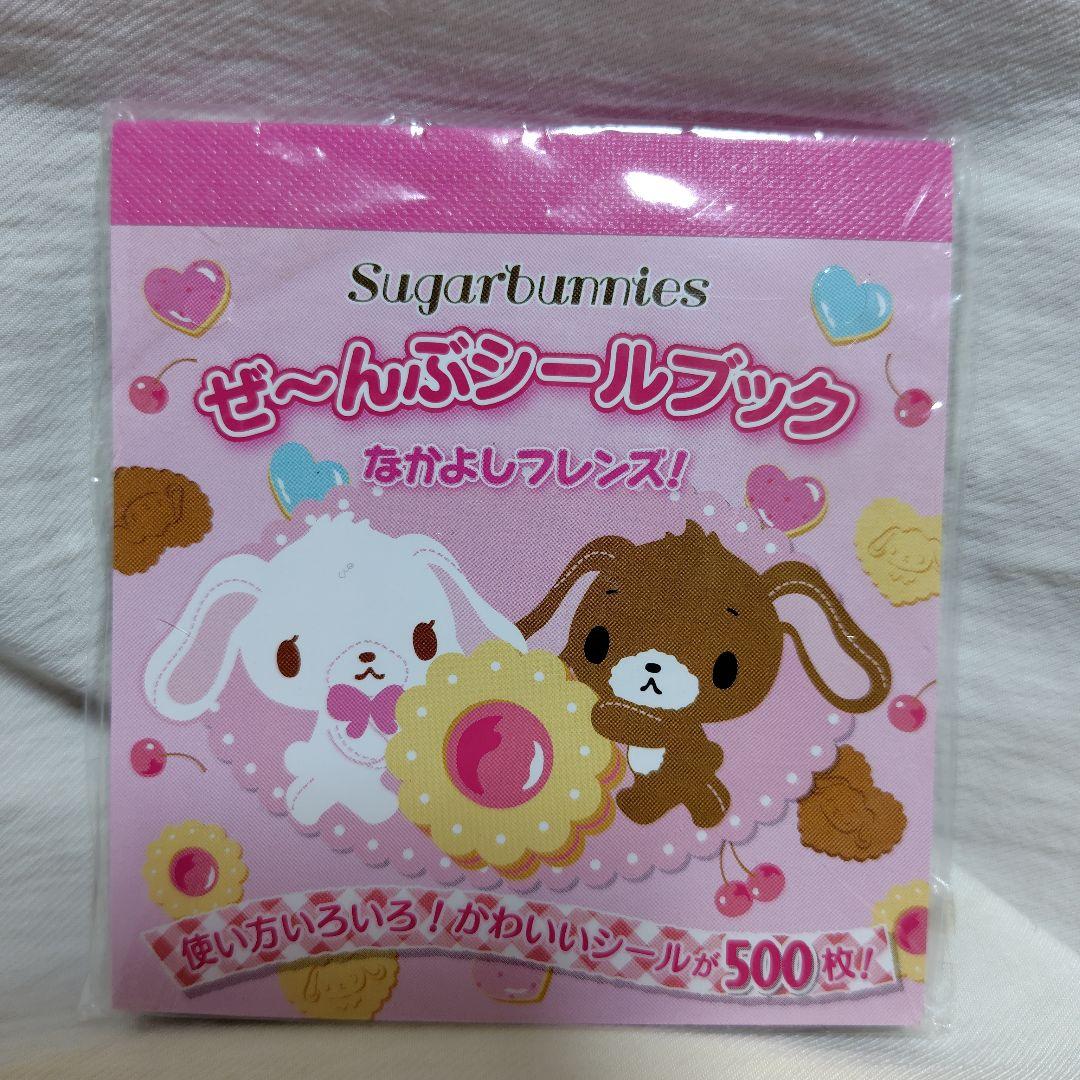 Sugarbunnies
ぜ～んぶシールブック
なかよしフレンズ!
使い方いろいろ!かわいいシールが500枚!